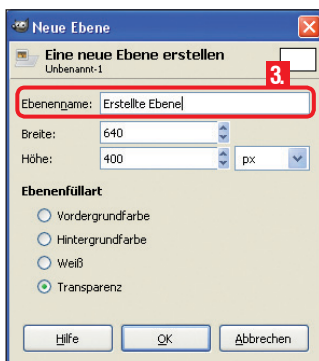 Neue Ebene
Eine neue Ebene erstellen
Unbenannt-1
3.
Ebenenname: Erstellte Ebene
Breite: 640
Höhe: 400 px
Ebenenfüllart
Vordergrundfarbe
Hintergrundfarbe
Weiß
Transparenz
Hilfe OK Abbrechen